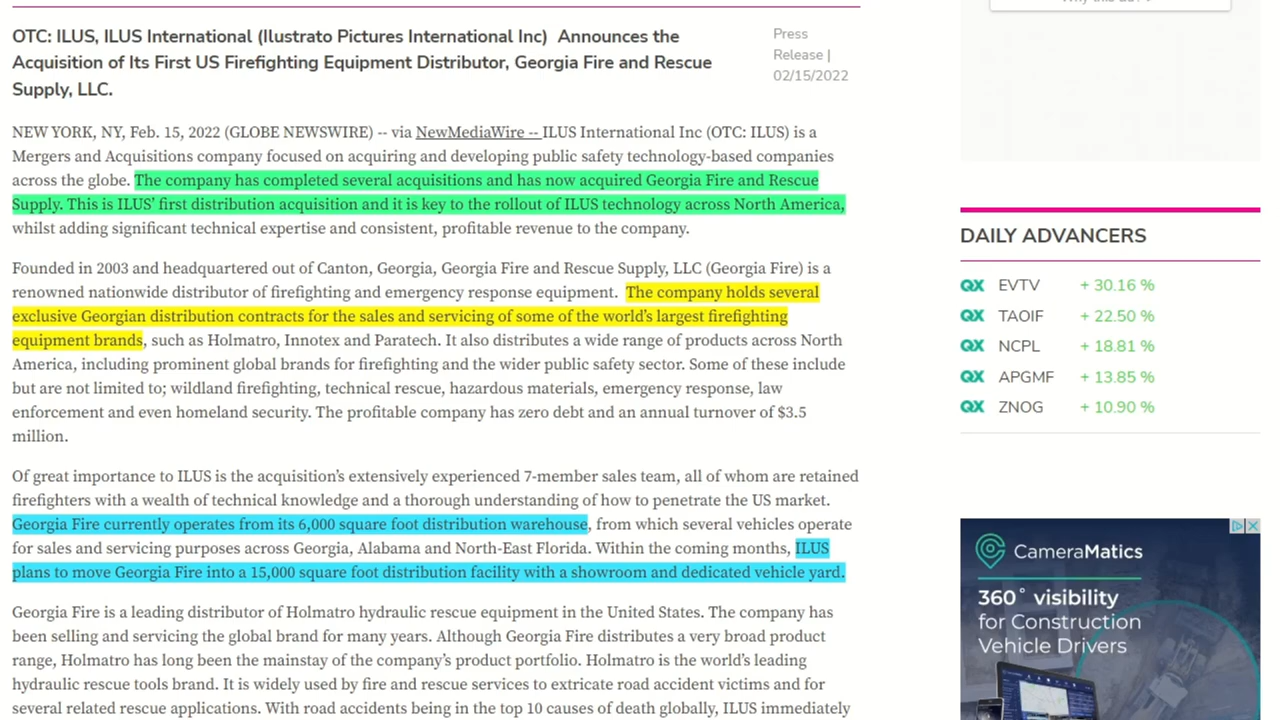 OTC: ILUS, ILUS International (Ilustrato Pictures International Inc) Announces the
Acquisition of Its First US Firefighting Equipment Distributor, Georgia Fire and Rescue
Supply, LLC.
Press
Release |
02/15/2022
NEW YORK, NY, Feb. 15, 2022 (GLOBE NEWSWIRE) -- via NewMediaWire -- ILUS International Inc (OTC: ILUS) is a
Mergers and Acquisitions company focused on acquiring and developing public safety technology-based companies
across the globe. The company has completed several acquisitions and has now acquired Georgia Fire and Rescue
Supply. This is ILUS' first distribution acquisition and it is key to the rollout of ILUS technology across North America,
whilst adding significant technical expertise and consistent, profitable revenue to the company.
Founded in 2003 and headquartered out of Canton, Georgia, Georgia Fire and Rescue Supply, LLC (Georgia Fire) is a
renowned nationwide distributor of firefighting and emergency response equipment. The company holds several
exclusive Georgian distribution contracts for the sales and servicing of some of the world's largest firefighting
equipment brands, such as Holmatro, Innotex and Paratech. It also distributes a wide range of products across North
America, including prominent global brands for firefighting and the wider public safety sector. Some of these include
but are not limited to; wildland firefighting, technical rescue, hazardous materials, emergency response, law
enforcement and even homeland security. The profitable company has zero debt and an annual turnover of $3.5
million.
Of great importance to ILUS is the acquisition's extensively experienced 7-member sales team, all of whom are retained
firefighters with a wealth of technical knowledge and a thorough understanding of how to penetrate the US market.
Georgia Fire currently operates from its 6,000 square foot distribution warehouse, from which several vehicles operate
for sales and servicing purposes across Georgia, Alabama and North-East Florida. Within the coming months, ILUS
plans to move Georgia Fire into a 15,000 square foot distribution facility with a showroom and dedicated vehicle yard.
Georgia Fire is a leading distributor of Holmatro hydraulic rescue equipment in the United States. The company has
been selling and servicing the global brand for many years. Although Georgia Fire distributes a very broad product
range, Holmatro has long been the mainstay of the company's product portfolio. Holmatro is the world's leading
hydraulic rescue tools brand. It is widely used by fire and rescue services to extricate road accident victims and for
several related rescue applications. With road accidents being in the top 10 causes of death globally, ILUS immediately
DAILY ADVANCERS
QX EVTV + 30.16 %
QX TAOIF + 22.50 %
QX NCPL + 18.81 %
QX APGMF + 13.85 %
QX ZNOG + 10.90 %
CAMERAMATICS
360° visibility
for Construction
Vehicle Drivers